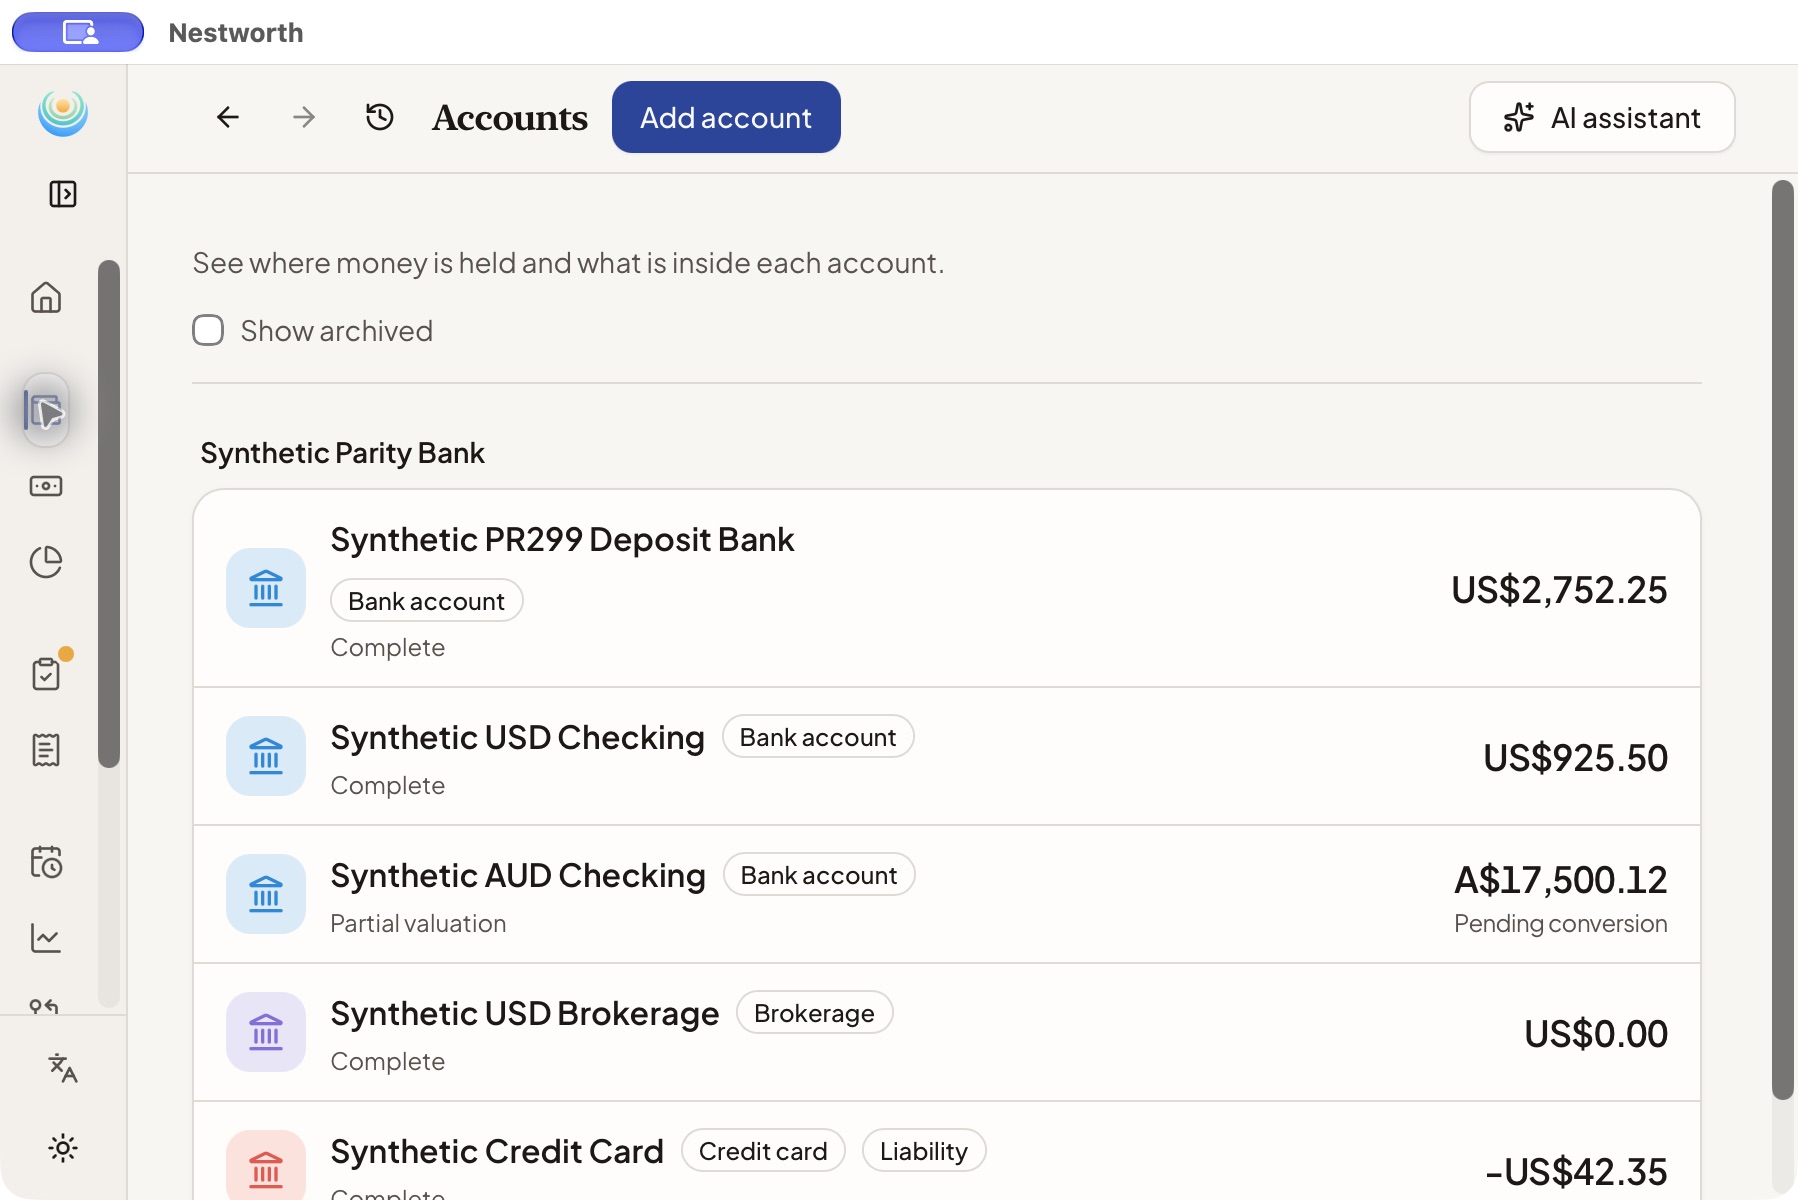 Nestworth
Accounts
Add account
AI assistant
See where money is held and what is inside each account.
Show archived
Synthetic Parity Bank
Synthetic PR299 Deposit Bank
Bank account
Complete
US$2,752.25
Synthetic USD Checking
Bank account
Complete
US$925.50
Synthetic AUD Checking
Bank account
Partial valuation
A$17,500.12
Pending conversion
Synthetic USD Brokerage
Brokerage
Complete
US$0.00
Synthetic Credit Card
Credit card
Liability
Complete
-US$42.35